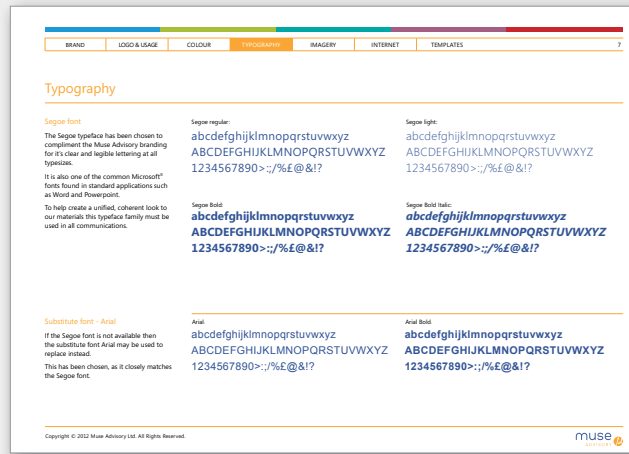 BRAND LOGO & USAGE COLOUR TYPOGRAPHY IMAGERY INTERNET TEMPLATES 7
Typography
Segoe font
The Segoe typeface has been chosen to
compliment the Muse Advisory branding
for it's clear and legible lettering at all
typesizes.
It is also one of the common Microsoft®
fonts found in standard applications such
as Word and Powerpoint.
To help create a unified, coherent look to
our materials this typeface family must be
used in all communications.
Segoe regular:
abcdefghijklmnopqrstuvwxyz
ABCDEFGHIJKLMNOPQRSTUVWXYZ
1234567890>:;/%£@&!?
Segoe light:
abcdefghijklmnopqrstuvwxyz
ABCDEFGHIJKLMNOPQRSTUVWXYZ
1234567890>:;/%£@&!?
Segoe Bold:
abcdefghijklmnopqrstuvwxyz
ABCDEFGHIJKLMNOPQRSTUVWXYZ
1234567890>:;/%£@&!?
Segoe Bold Italic:
abcdefghijklmnopqrstuvwxyz
ABCDEFGHIJKLMNOPQRSTUVWXYZ
1234567890>:;/%£@&!?
Substitute font - Arial
If the Segoe font is not available then
the substitute font Arial may be used to
replace instead.
This has been chosen, as it closely matches
the Segoe font.
Arial:
abcdefghijklmnopqrstuvwxyz
ABCDEFGHIJKLMNOPQRSTUVWXYZ
1234567890>:;/%£@&!?
Arial Bold:
abcdefghijklmnopqrstuvwxyz
ABCDEFGHIJKLMNOPQRSTUVWXYZ
1234567890>:;/%£@&!?
Copyright © 2012 Muse Advisory Ltd. All Rights Reserved.
muse
ADVISORY